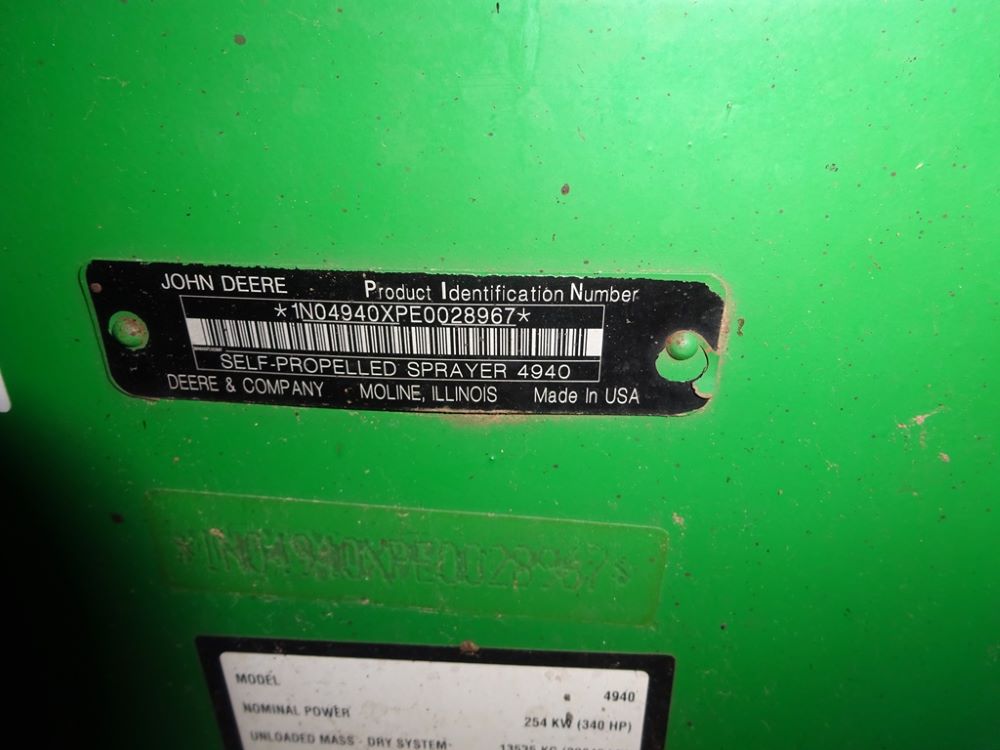 JOHN DEERE Product Identification Number
*1N04940XPE0028967*
SELF-PROPELLED SPRAYER 4940
DEERE & COMPANY MOLINE, ILLINOIS Made In USA
*1N04940XPE0028967*
MODEL 4940
NOMINAL POWER 254 KW (340 HP)
UNLOADED MASS - DRY SYSTEM-